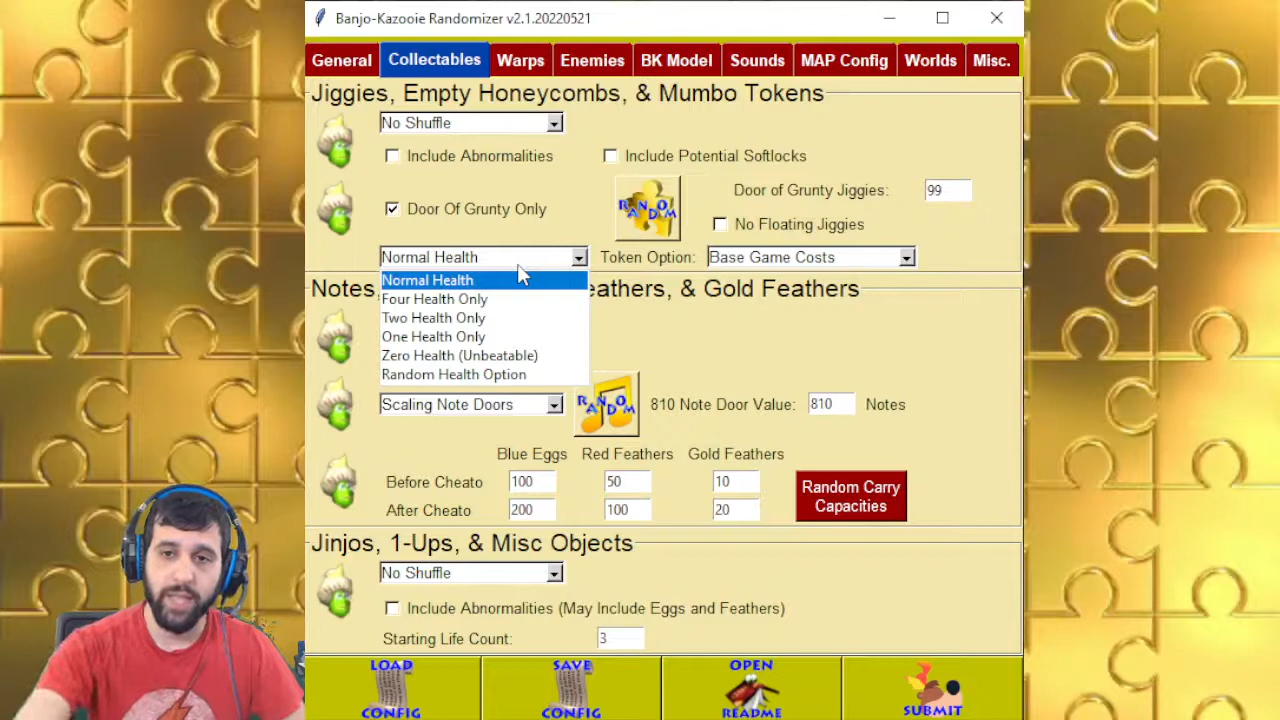 Banjo-Kazooie Randomizer v2.1.20220521
General Collectables Warps Enemies BK Model Sounds MAP Config Worlds Misc.
Jiggies, Empty Honeycombs, & Mumbo Tokens
No Shuffle
Include Abnormalities Include Potential Softlocks
Door Of Grunty Only RANDOM Door of Grunty Jiggies: 99
No Floating Jiggies
Normal Health Token Option: Base Game Costs
Normal Health
Notes, eathers, & Gold Feathers
Four Health Only
Two Health Only
One Health Only
Zero Health (Unbeatable)
Random Health Option
Scaling Note Doors RANDOM 810 Note Door Value: 810 Notes
Blue Eggs Red Feathers Gold Feathers
Before Cheato 100 50 10
After Cheato 200 100 20
Random Carry
Capacities
Jinjos, 1-Ups, & Misc Objects
No Shuffle
Include Abnormalities (May Include Eggs and Feathers)
Starting Life Count: 3
LOAD
CONFIG
SAVE
CONFIG
OPEN
README
SUBMIT